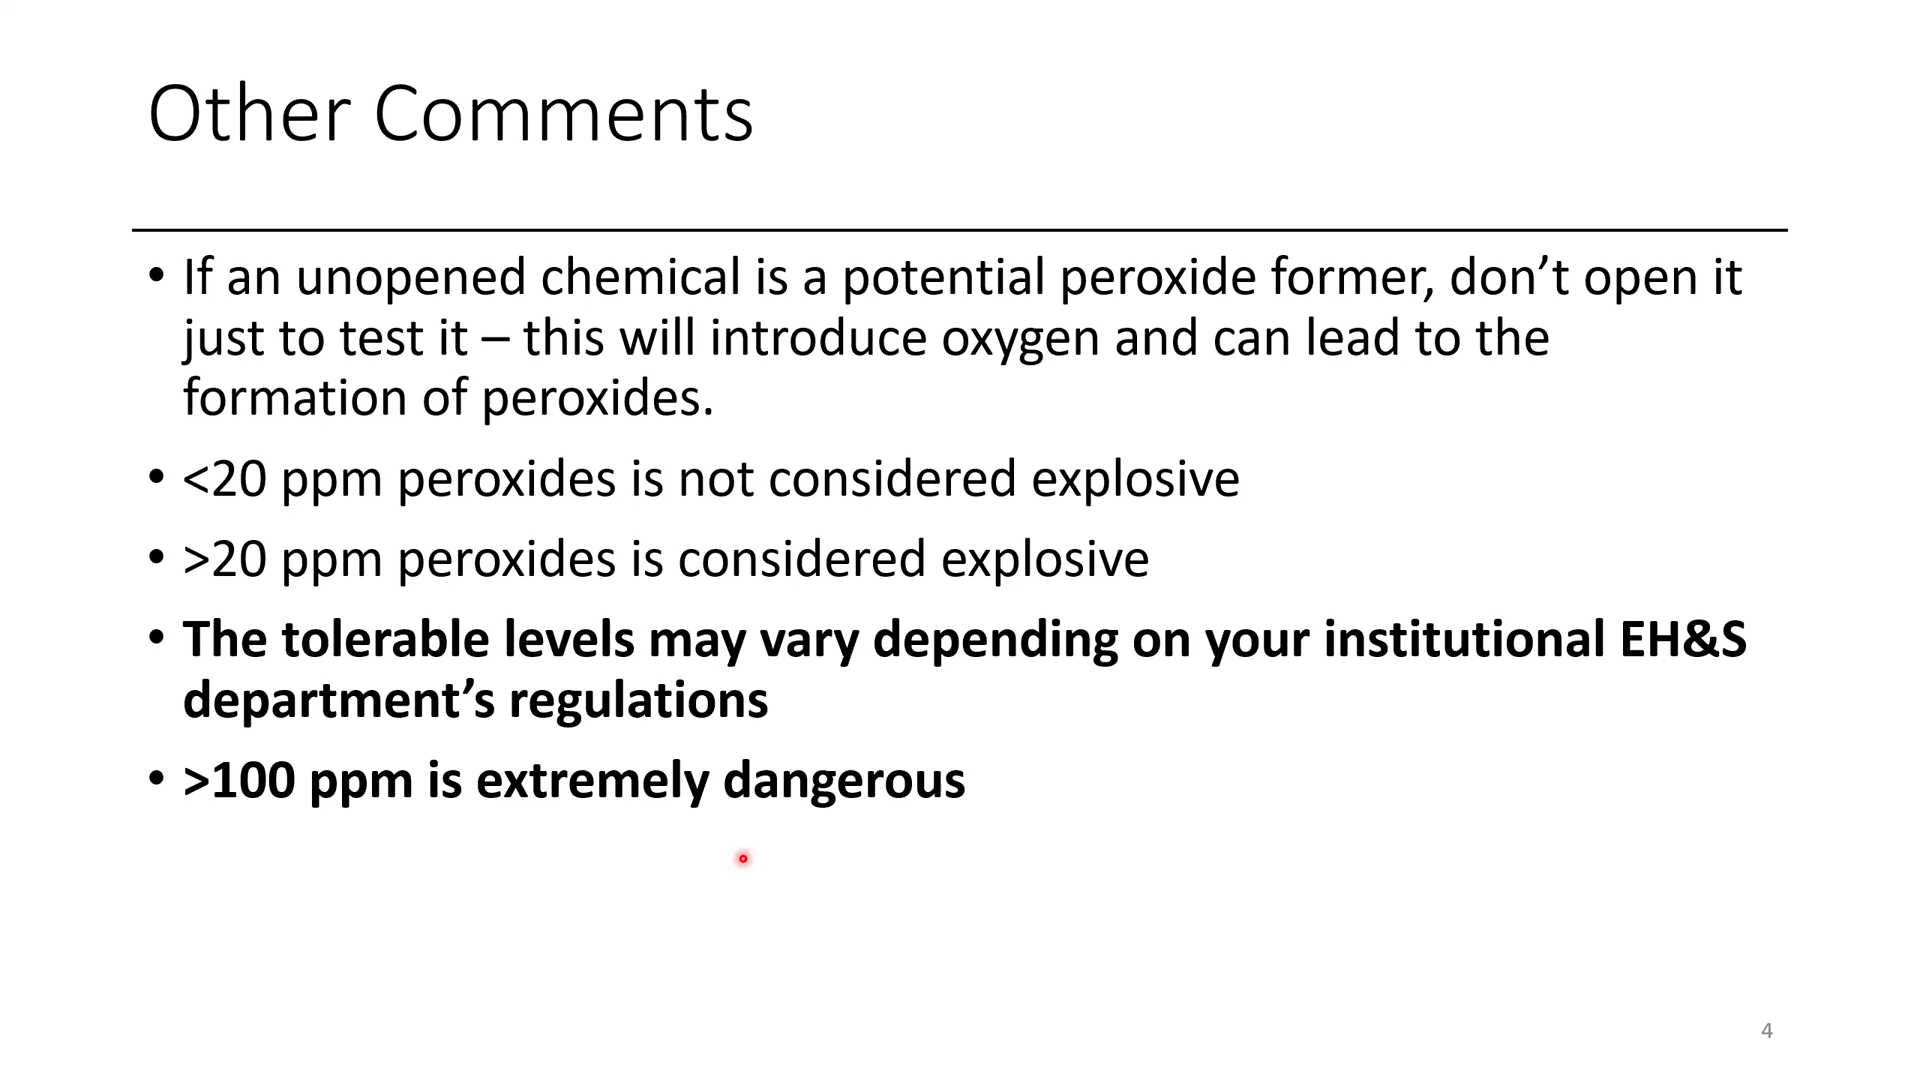 Other Comments
• If an unopened chemical is a potential peroxide former, don’t open it
just to test it – this will introduce oxygen and can lead to the
formation of peroxides.
• <20 ppm peroxides is not considered explosive
• >20 ppm peroxides is considered explosive
• The tolerable levels may vary depending on your institutional EH&S
department’s regulations
• >100 ppm is extremely dangerous
4